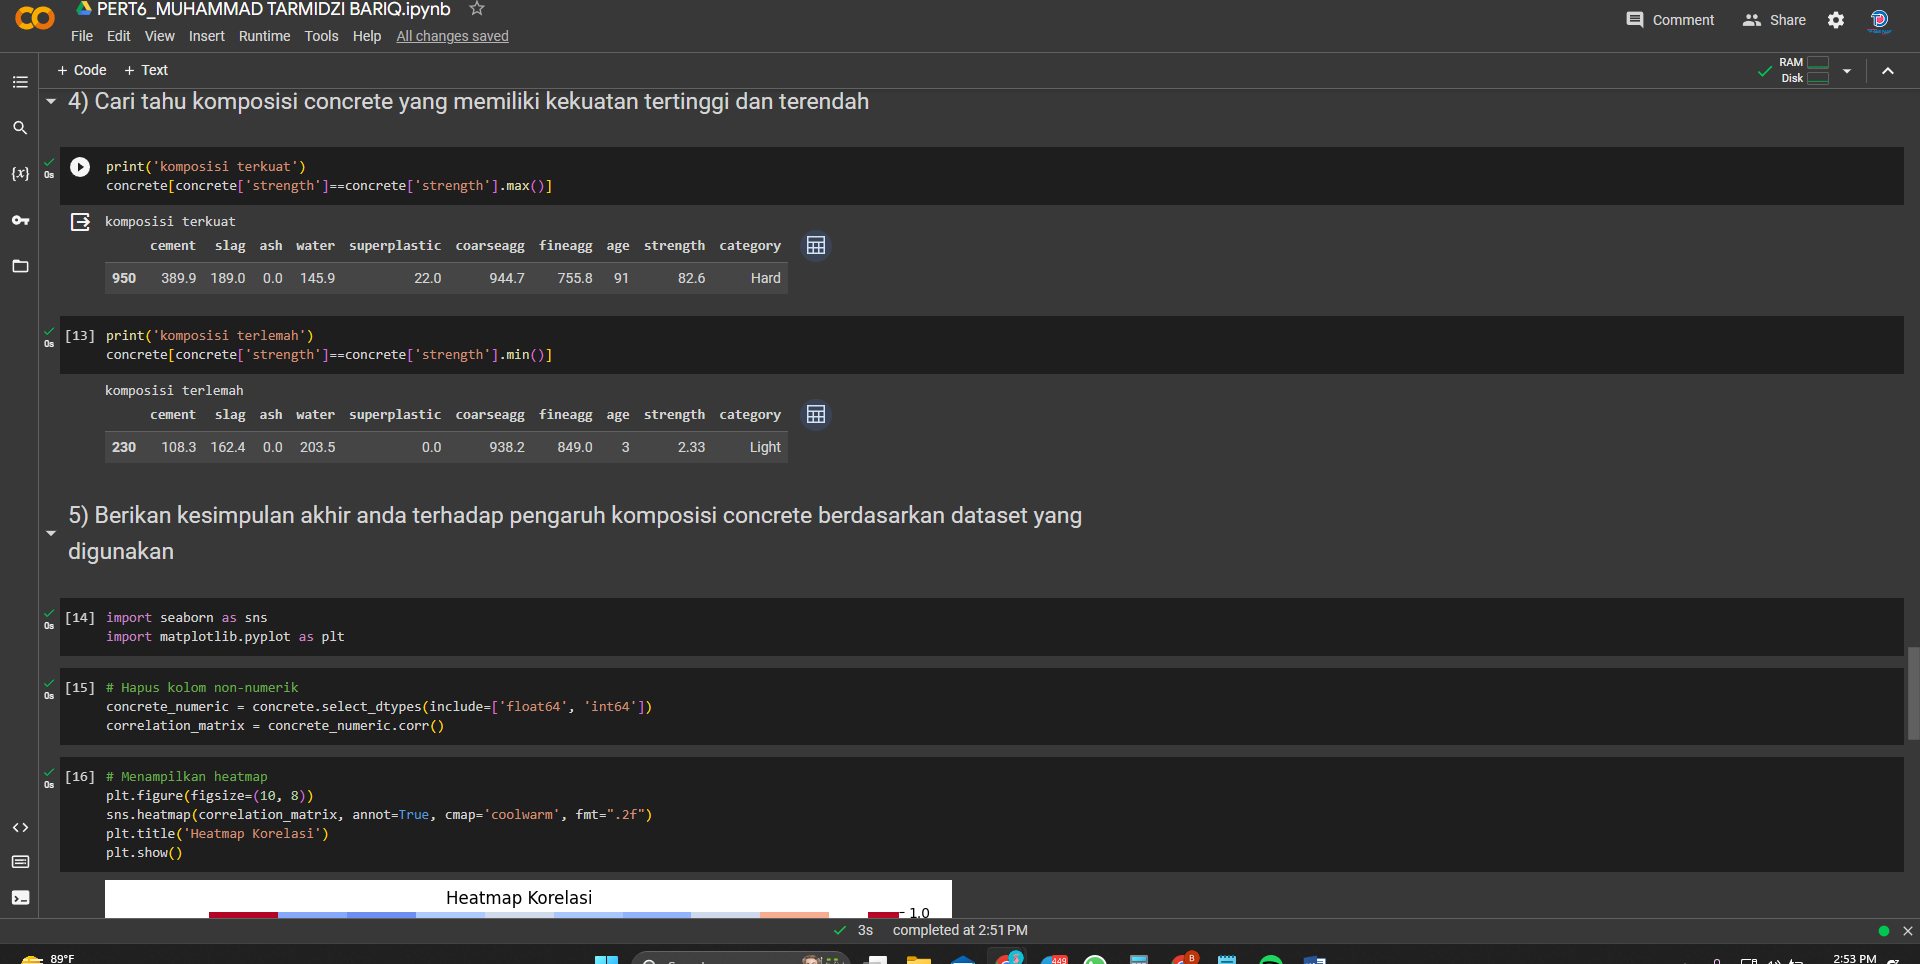 PERT6_MUHAMMAD TARMIDZI BARIQ.ipynb
Comment Share
File Edit View Insert Runtime Tools Help All changes saved
+ Code + Text
RAM
Disk
4) Cari tahu komposisi concrete yang memiliki kekuatan tertinggi dan terendah
{x}
0s
print('komposisi terkuat')
concrete[concrete['strength']==concrete['strength'].max()]
komposisi terkuat
cement slag ash water superplastic coarseagg fineagg age strength category
950 389.9 189.0 0.0 145.9 22.0 944.7 755.8 91 82.6 Hard
0s
[13] print('komposisi terlemah')
concrete[concrete['strength']==concrete['strength'].min()]
komposisi terlemah
cement slag ash water superplastic coarseagg fineagg age strength category
230 108.3 162.4 0.0 203.5 0.0 938.2 849.0 3 2.33 Light
5) Berikan kesimpulan akhir anda terhadap pengaruh komposisi concrete berdasarkan dataset yang
digunakan
0s
[14] import seaborn as sns
import matplotlib.pyplot as plt
0s
[15] # Hapus kolom non-numerik
concrete_numeric = concrete.select_dtypes(include=['float64', 'int64'])
correlation_matrix = concrete_numeric.corr()
0s
[16] # Menampilkan heatmap
plt.figure(figsize=(10, 8))
sns.heatmap(correlation_matrix, annot=True, cmap='coolwarm', fmt=".2f")
plt.title('Heatmap Korelasi')
plt.show()
Heatmap Korelasi
1.0
3s completed at 2:51 PM
89°F
449
B
2:53 PM